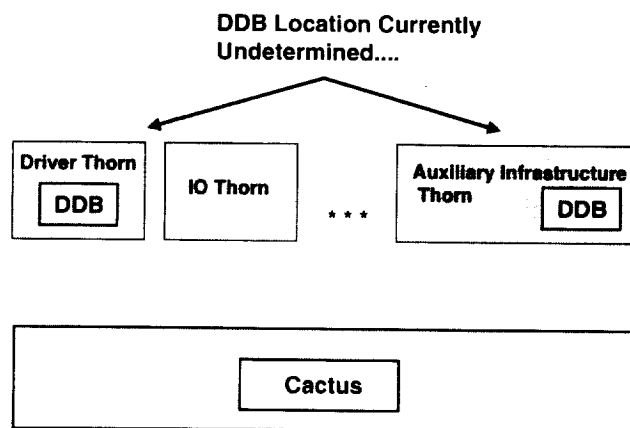 DDB Location Currently
Undetermined....
Driver Thorn
DDB
IO Thorn
* * *
Auxiliary Infrastructure
Thorn
DDB
Cactus